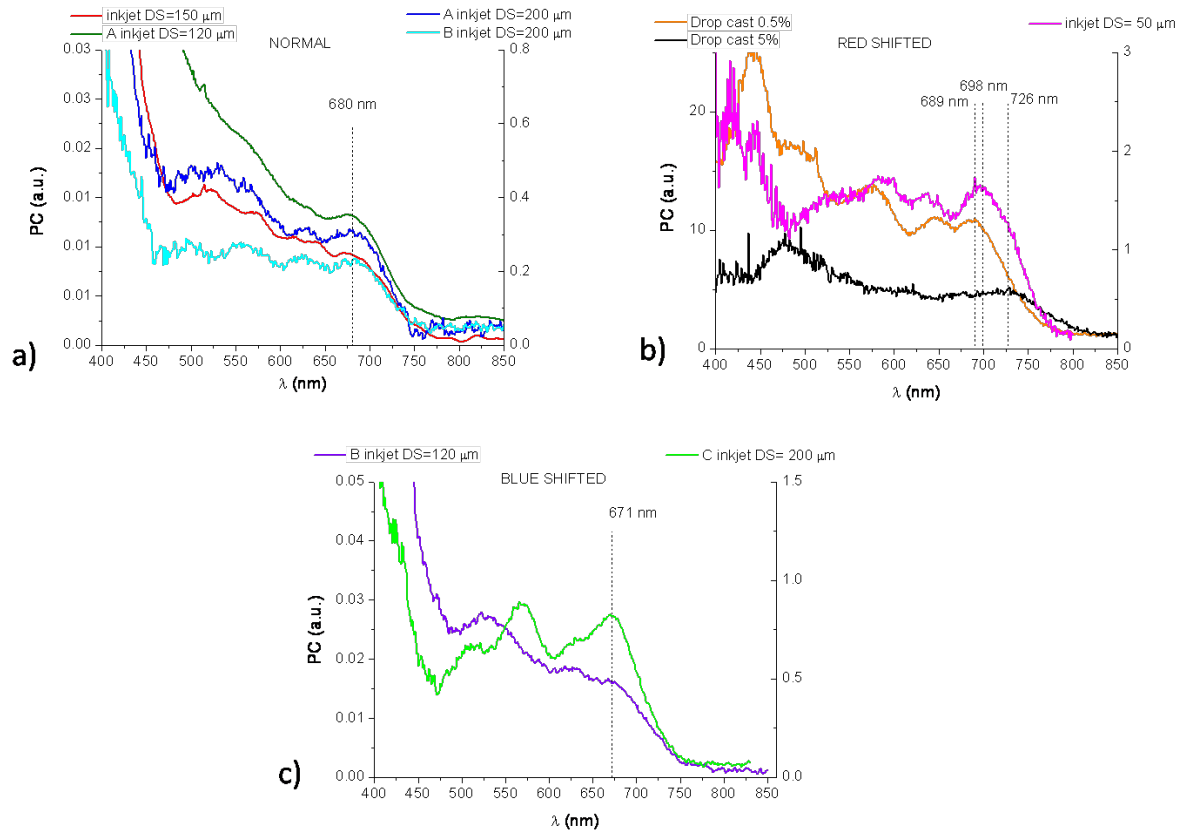 inkjet DS=150 μm
A inkjet DS=120 μm
NORMAL
A inkjet DS=200 μm
B inkjet DS=200 μm
0.03
0.03
0.02
0.01
0.01
0.01
0.00
PC (a.u.)
680 nm
0.8
0.6
0.4
0.2
0.0
400 450 500 550 600 650 700 750 800 850
λ (nm)
a)
Drop cast 0.5%
Drop cast 5%
RED SHIFTED
inkjet DS= 50 μm
20
10
0
PC (a.u.)
698 nm
689 nm
726 nm
3
2
1
0
400 450 500 550 600 650 700 750 800 850
λ (nm)
b)
B inkjet DS=120 μm
BLUE SHIFTED
C inkjet DS= 200 μm
0.05
0.04
0.03
0.02
0.01
0.00
PC (a.u.)
671 nm
1.5
1.0
0.5
0.0
400 450 500 550 600 650 700 750 800 850
λ (nm)
c)